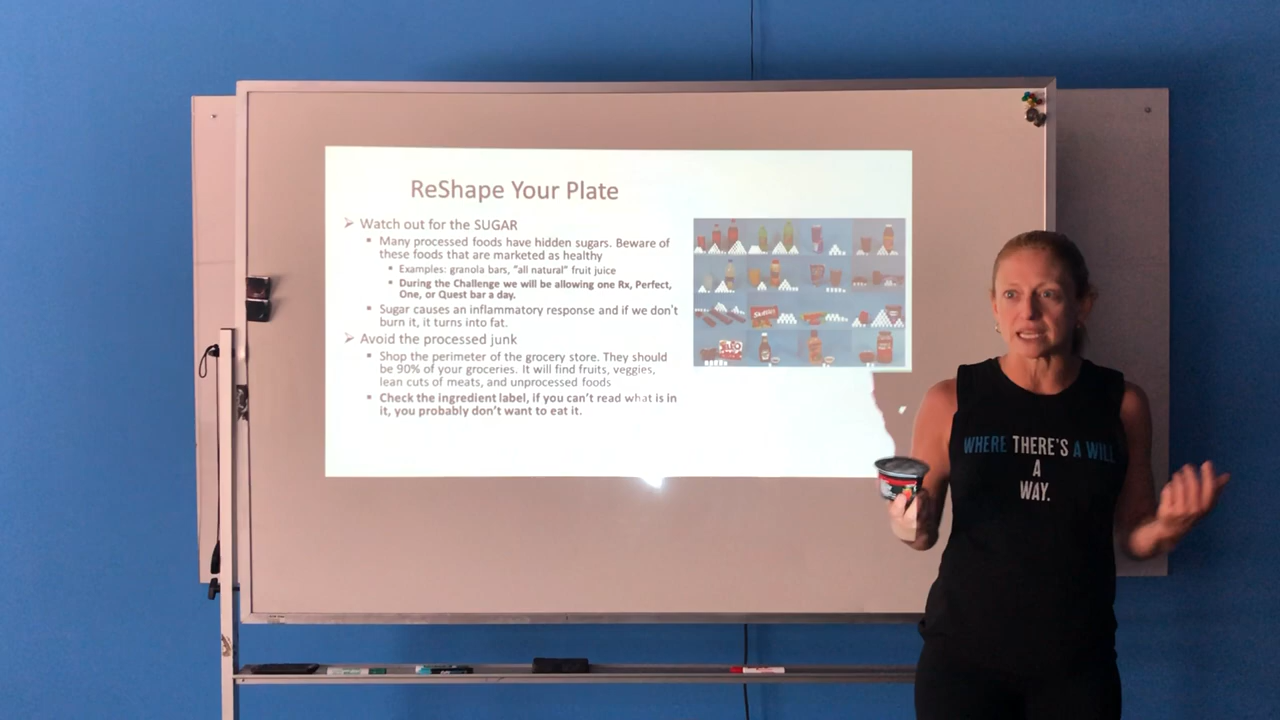 ReShape Your Plate
➢ Watch out for the SUGAR
▪ Many processed foods have hidden sugars. Beware of
these foods that are marketed as healthy
▪ Examples: granola bars, "all natural" fruit juice
▪ During the Challenge we will be allowing one Rx, Perfect,
One, or Quest bar a day.
▪ Sugar causes an inflammatory response and if we don't
burn it, it turns into fat.
➢ Avoid the processed junk
▪ Shop the perimeter of the grocery store. They should
be 90% of your groceries. It will find fruits, veggies,
lean cuts of meats, and unprocessed foods
▪ Check the ingredient label, if you can't read what is in
it, you probably don't want to eat it.
WHERE THERE'S A WILL
A
WAY.